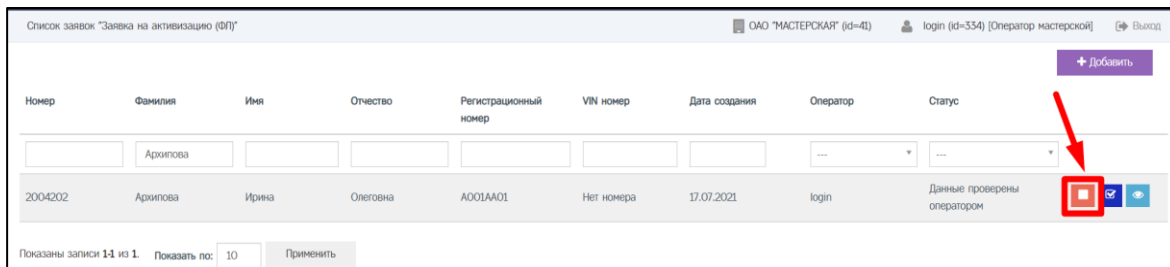 Список заявок "Заявка на активизацию (ФЛ)" ОАО "МАСТЕРСКАЯ" (id=41) login (id=334) [Оператор мастерской] Выход
+ Добавить
Номер Фамилия Имя Отчество Регистрационный номер VIN номер Дата создания Оператор Статус
Архипова --- ---
2004202 Архипова Ирина Олеговна A001AA01 Нет номера 17.07.2021 login Данные проверены оператором
Показаны записи 1-1 из 1. Показать по: 10 Применить